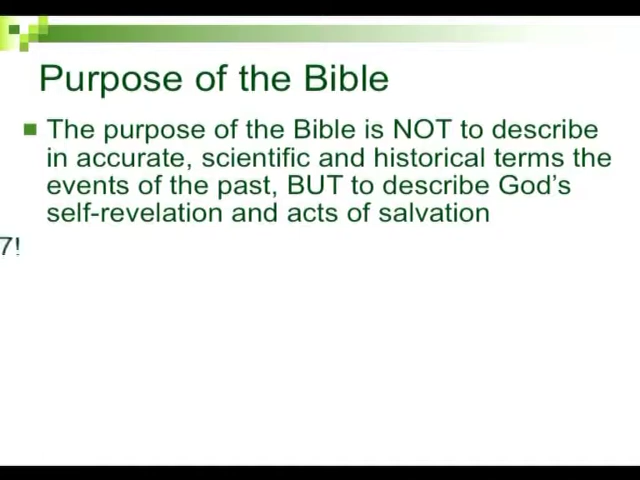 Purpose of the Bible
The purpose of the Bible is NOT to describe
in accurate, scientific and historical terms the
events of the past, BUT to describe God's
self-revelation and acts of salvation
7!